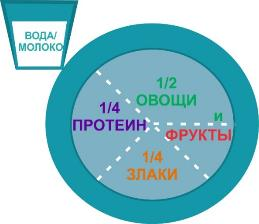 ВОДА/
МОЛОКО
1/2
ОВОЩИ
и
ФРУКТЫ
1/4
ПРОТЕИН
1/4
ЗЛАКИ